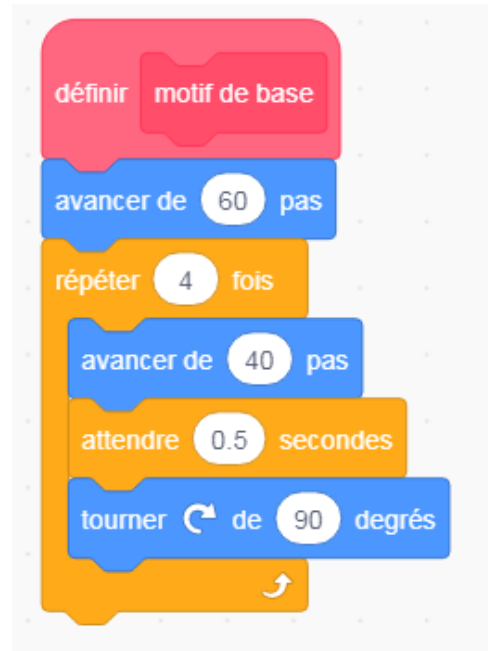 définir motif de base
avancer de 60 pas
répéter 4 fois
avancer de 40 pas
attendre 0.5 secondes
tourner de 90 degrés